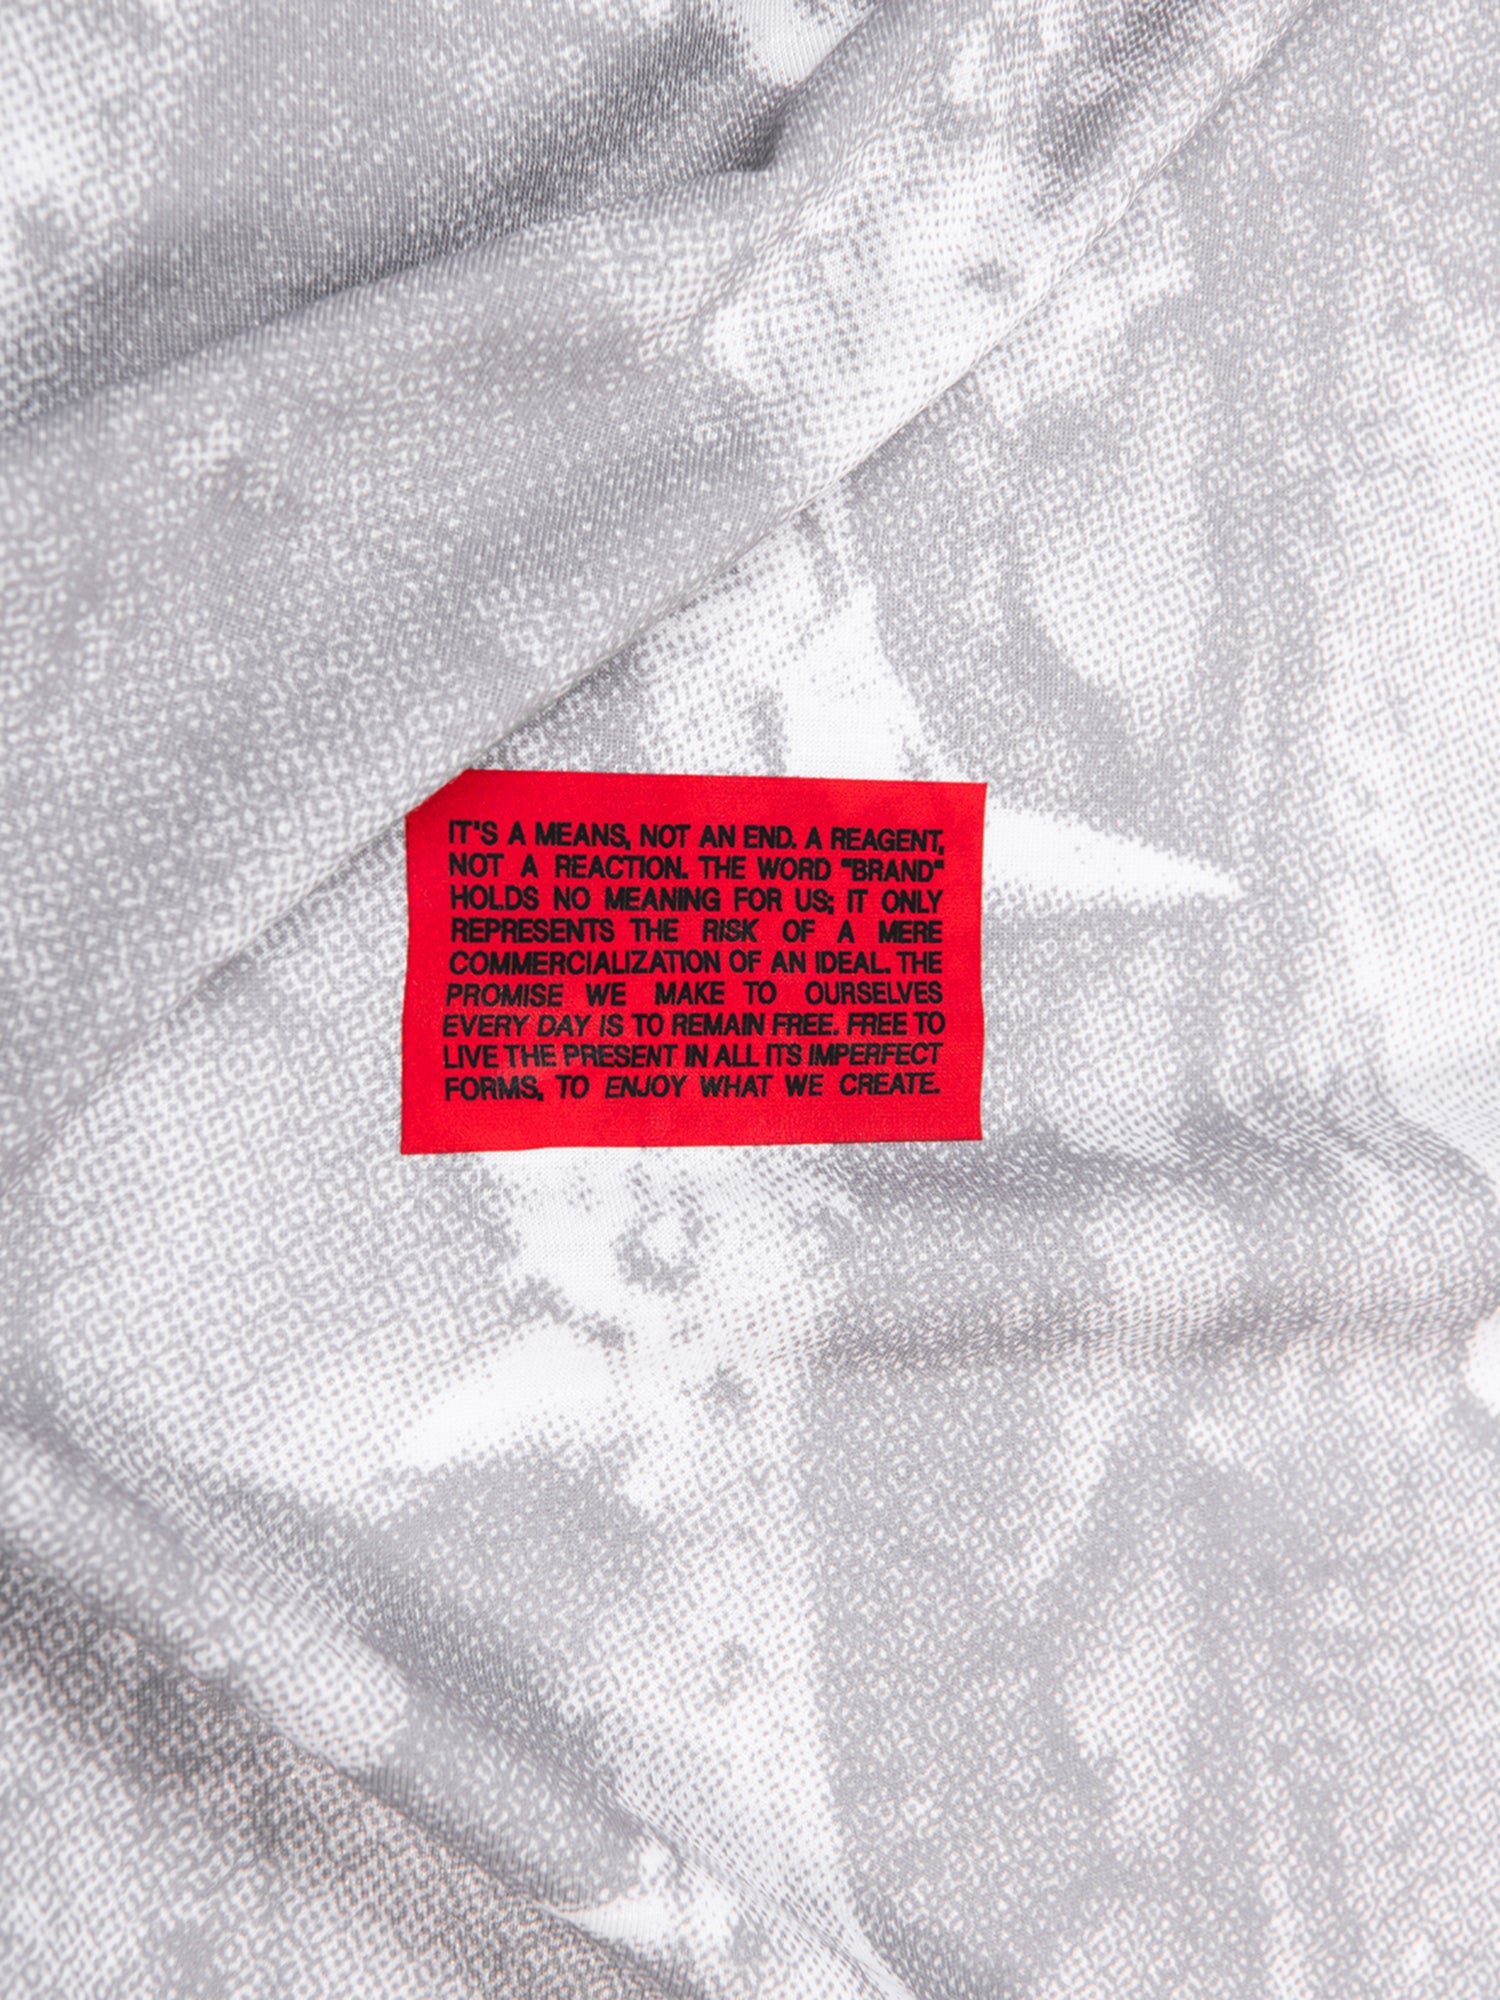 IT'S A MEANS, NOT AN END. A REAGENT,
NOT A REACTION. THE WORD "BRAND"
HOLDS NO MEANING FOR US; IT ONLY
REPRESENTS THE RISK OF A MERE
COMMERCIALIZATION OF AN IDEAL. THE
PROMISE WE MAKE TO OURSELVES
EVERY DAY IS TO REMAIN FREE. FREE TO
LIVE THE PRESENT IN ALL ITS IMPERFECT
FORMS, TO ENJOY WHAT WE CREATE.